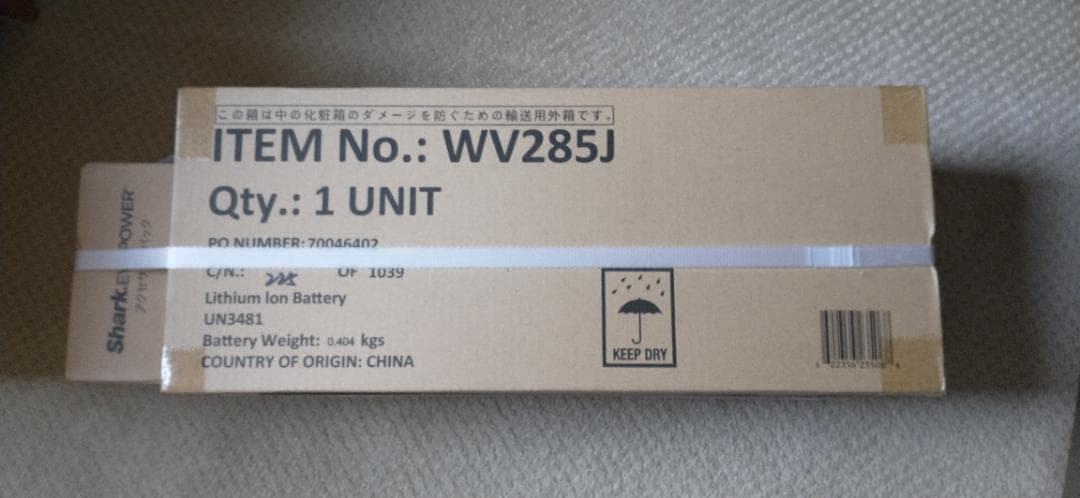 この箱は中の化粧箱のダメージを防ぐための輸送用外箱です。
ITEM No.: WV285J
Qty.: 1 UNIT
PO NUMBER: 70046402
C/N.: 225 OF 1039
Lithium Ion Battery
UN3481
Battery Weight: 0.404 kgs
COUNTRY OF ORIGIN: CHINA
KEEP DRY
Shark